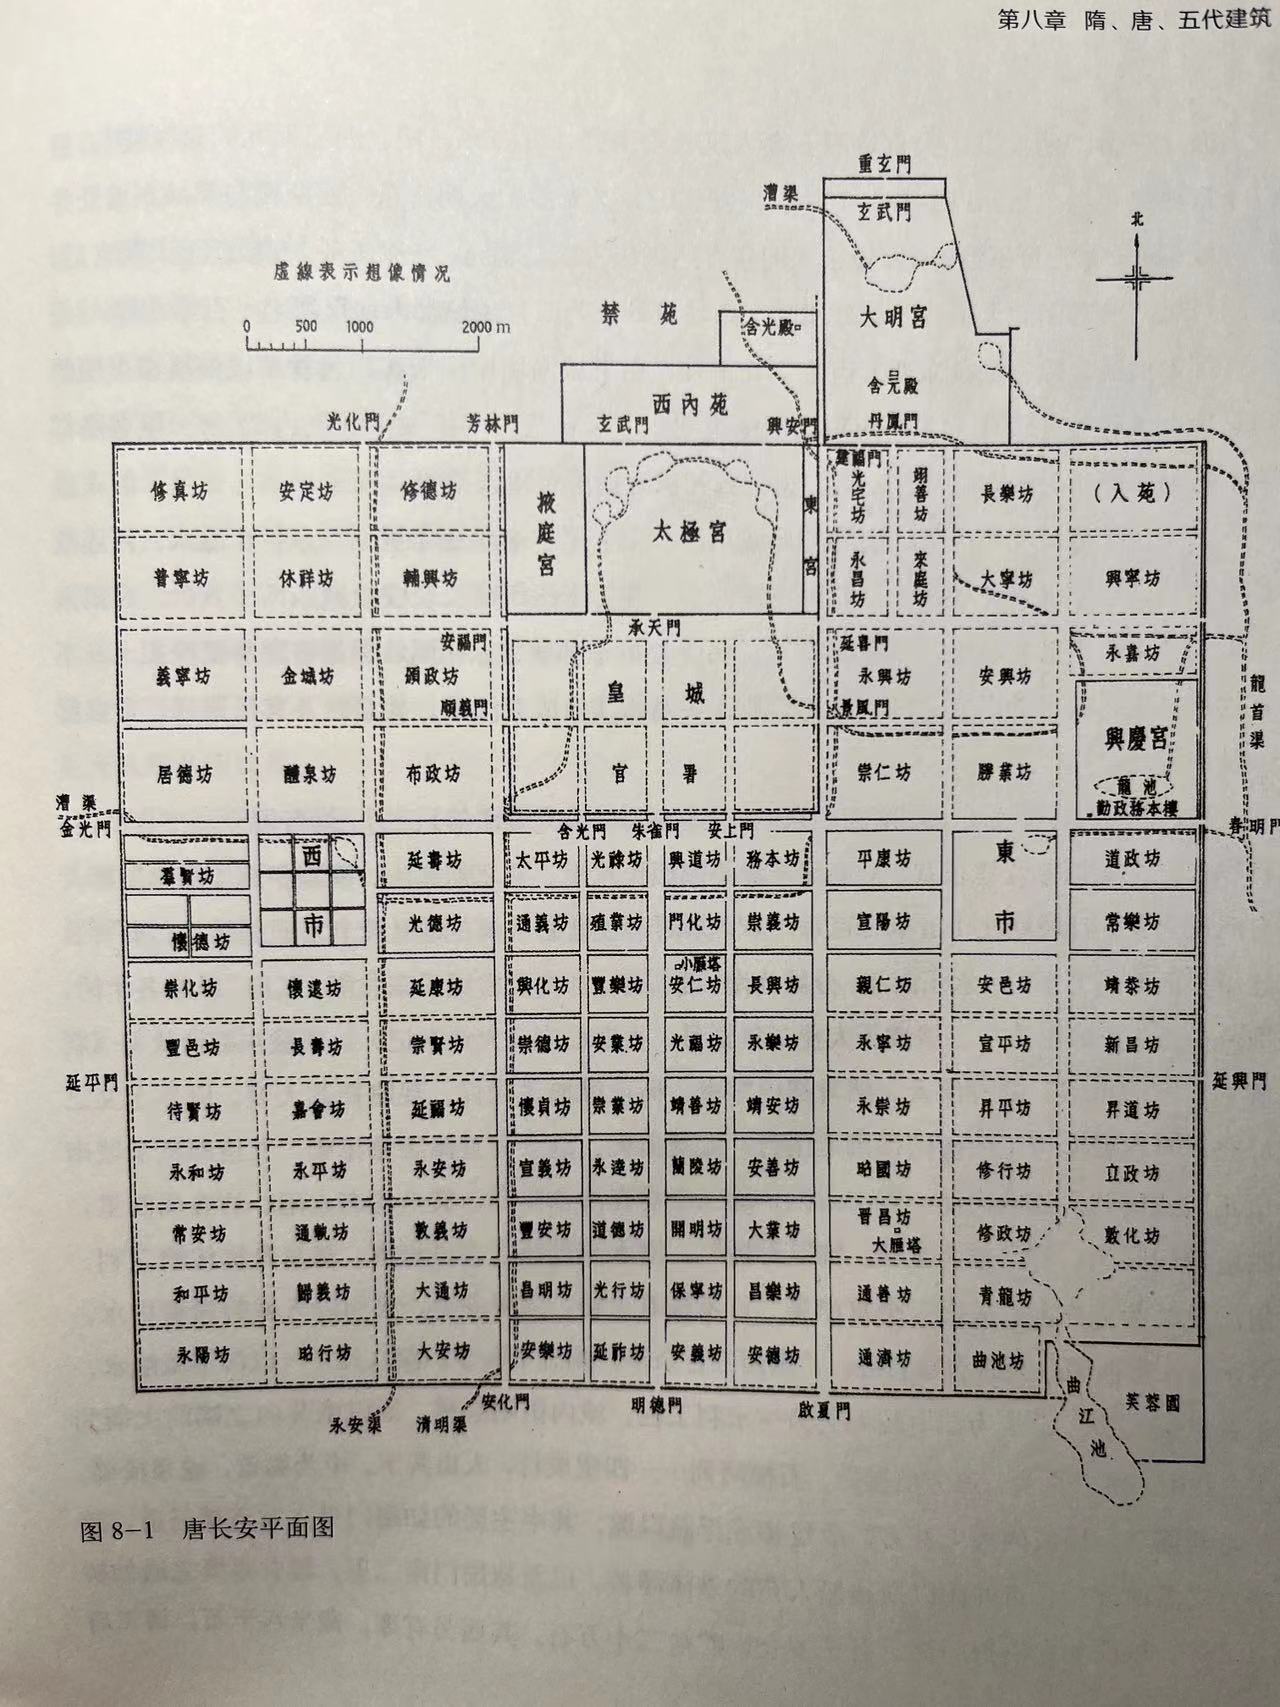 第八章 隋、唐、五代建筑
重玄門
漕渠
玄武門
北
虛線表示想像情况
0 500 1000 2000 m
禁苑
含光殿
大明宮
含元殿
西內苑
丹鳳門
光化門
芳林門
玄武門
興安門
建福門
修真坊
安定坊
修德坊
掖庭宮
太極宮
東宮
光宅坊
翊善坊
長樂坊
(入苑)
普寧坊
休祥坊
輔興坊
永昌坊
來庭坊
大寧坊
興寧坊
承天門
安福門
延喜門
永嘉坊
義寧坊
金城坊
頒政坊
皇城
永興坊
安興坊
順義門
景風門
龍首渠
興慶宮
居德坊
醴泉坊
布政坊
官署
崇仁坊
勝業坊
龍池
勤政務本樓
漕渠
金光門
含光門
朱雀門
安上門
春明門
西市
羣賢坊
延壽坊
太平坊
光祿坊
興道坊
務本坊
平康坊
東市
道政坊
懷德坊
光德坊
通義坊
殖業坊
開化坊
崇義坊
宣陽坊
常樂坊
小雁塔
崇化坊
懷遠坊
延康坊
興化坊
豐樂坊
安仁坊
長興坊
親仁坊
安邑坊
靖恭坊
豐邑坊
長壽坊
崇賢坊
崇德坊
安業坊
光福坊
永樂坊
永寧坊
宣平坊
新昌坊
延平門
延興門
待賢坊
嘉會坊
延福坊
懷貞坊
崇業坊
靖善坊
靖安坊
永崇坊
昇平坊
昇道坊
永和坊
永平坊
永安坊
宣義坊
永達坊
蘭陵坊
安善坊
昭國坊
修行坊
立政坊
常安坊
通軌坊
敦義坊
豐安坊
道德坊
開明坊
大業坊
晉昌坊
大雁塔
修政坊
敦化坊
和平坊
歸義坊
大通坊
昌明坊
光行坊
保寧坊
昌樂坊
通善坊
青龍坊
永陽坊
昭行坊
大安坊
安樂坊
延祚坊
安義坊
安德坊
通濟坊
曲池坊
曲江池
芙蓉園
永安渠
清明渠
安化門
明德門
啟夏門
图 8-1 唐长安平面图